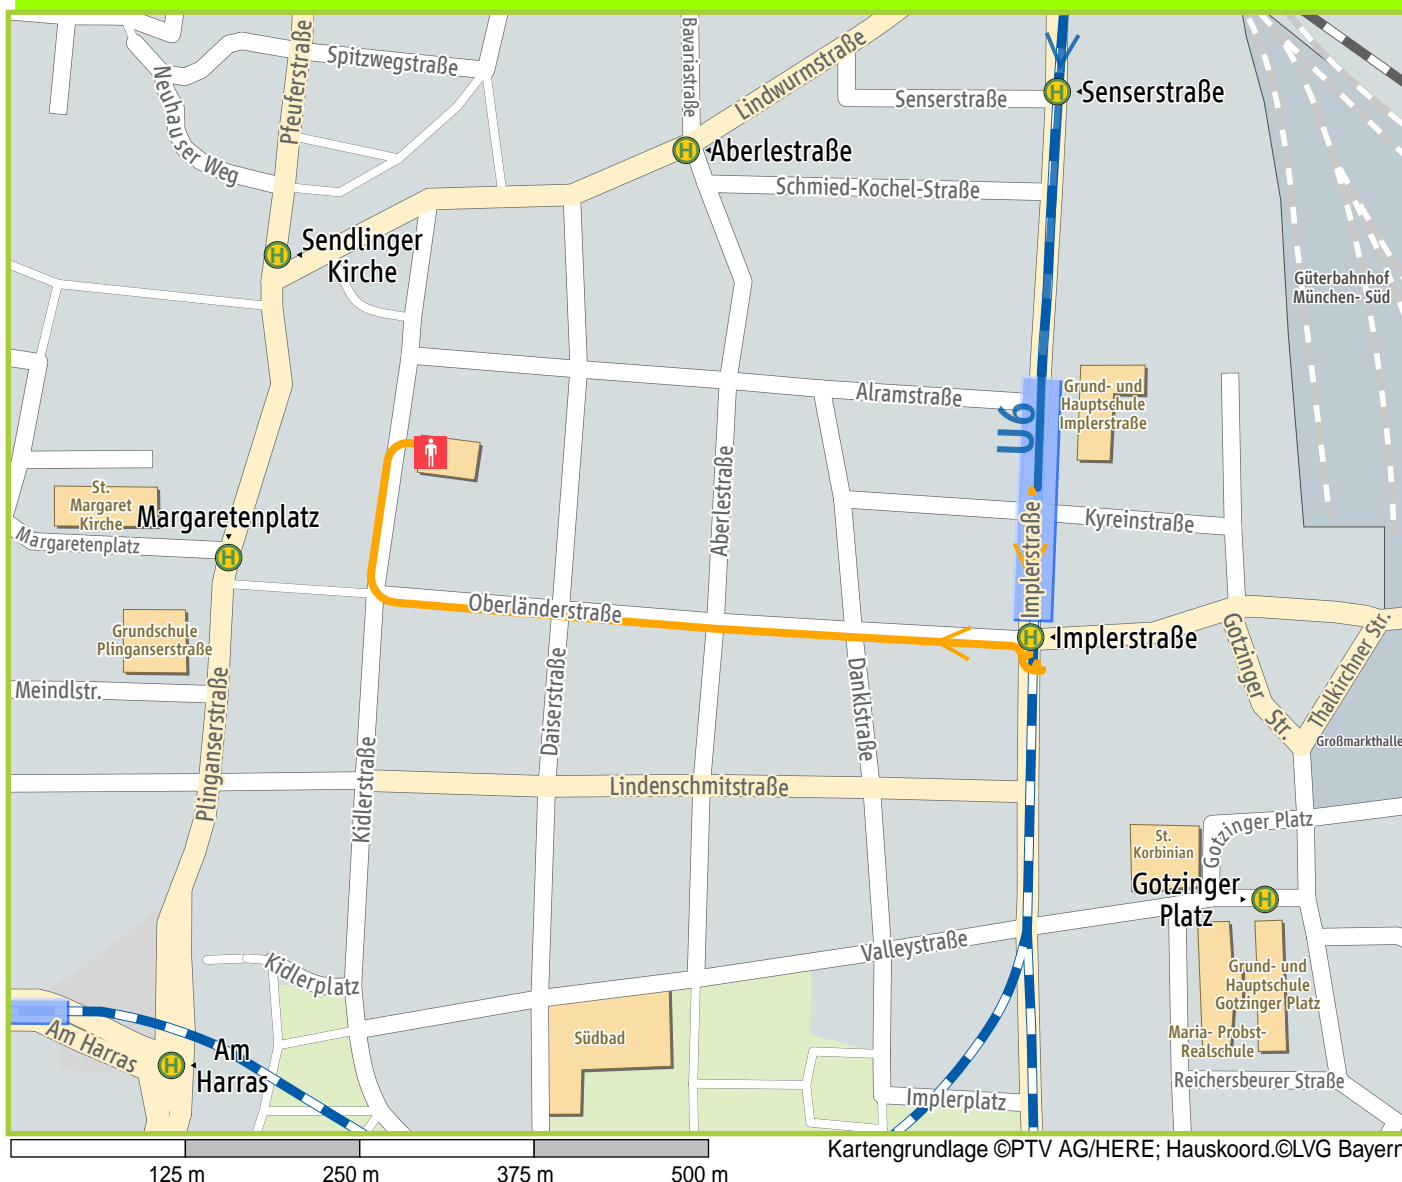 Spitzwegstraße
Neuhauser Weg
Pfeuferstraße
Bavariastraße
Lindwurmstraße
Senserstraße
H
Senserstraße
H
Aberlestraße
Schmied-Kochel-Straße
H
Sendlinger
Kirche
Güterbahnhof
München- Süd
Alramstraße
U6
Grund- und
Hauptschule
Implerstraße
St.
Margaret
Kirche
Margaretenplatz
H
Margaretenplatz
Aberlestraße
Implerstraße
Kyreinstraße
Oberländerstraße
Grundschule
Plinganserstraße
H
Implerstraße
Gotzinger Str.
Thalkirchner Str.
Großmarkthalle
Meindlstr.
Plinganserstraße
Kidlerstraße
Daiserstraße
Danklstraße
Lindenschmitstraße
St.
Korbinian
Gotzinger Platz
Gotzinger
Platz
H
Valleystraße
Kidlerplatz
Grund- und
Hauptschule
Gotzinger Platz
Maria- Probst-
Realschule
Südbad
Am Harras
H
Am
Harras
Reichersbeurer Straße
Implerplatz
Kartengrundlage ©PTV AG/HERE; Hauskoord.©LVG Bayern
125 m
250 m
375 m
500 m